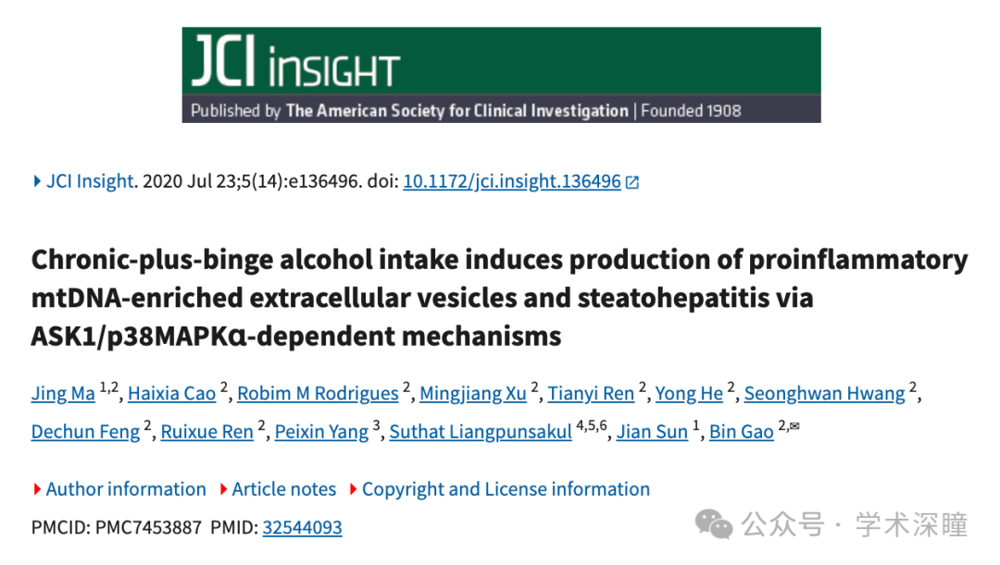 JCI insight
Published by The American Society for Clinical Investigation | Founded 1908
JCI Insight. 2020 Jul 23;5(14):e136496. doi: 10.1172/jci.insight.136496
Chronic-plus-binge alcohol intake induces production of proinflammatory
mtDNA-enriched extracellular vesicles and steatohepatitis via
ASK1/p38MAPKα-dependent mechanisms
Jing Ma 1,2, Haixia Cao 2, Robim M Rodrigues 2, Mingjiang Xu 2, Tianyi Ren 2, Yong He 2, Seonghwan Hwang 2,
Dechun Feng 2, Ruixue Ren 2, Peixin Yang 3, Suthat Liangpunsakul 4,5,6, Jian Sun 1, Bin Gao 2,✉
Author information Article notes Copyright and License information
PMCID: PMC7453887 PMID: 32544093
公众号 · 学术深瞳